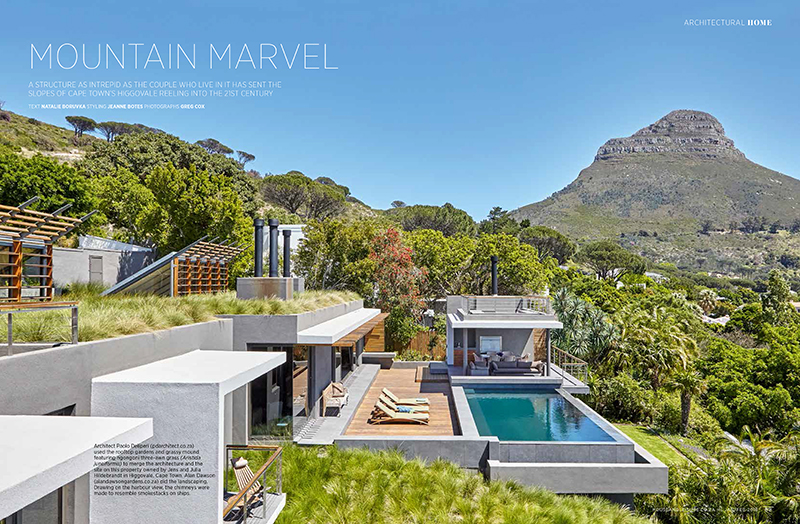 ARCHITECTURAL HOME
MOUNTAIN MARVEL
A STRUCTURE AS INTREPID AS THE COUPLE WHO LIVE IN IT HAS SENT THE
SLOPES OF CAPE TOWN'S HIGGOVALE REELING INTO THE 21ST CENTURY
TEXT NATALIE BORUVKA STYLING JEANNE BOTES PHOTOGRAPHS GREG COX
Architect Paolo Deliperi (pdarchitect.co.za)
used the rooftop gardens and grassy mound
featuring ngongoni three-awn grass (Aristida
junciformis) to merge the architecture and the
site on this property owned by Jens and Julia
Hillebrandt in Higgovale, Cape Town. Alan Dawson
(alandawsongardens.co.za) did the landscaping.
Drawing on the harbour view, the chimneys were
made to resemble smokestacks on ships.